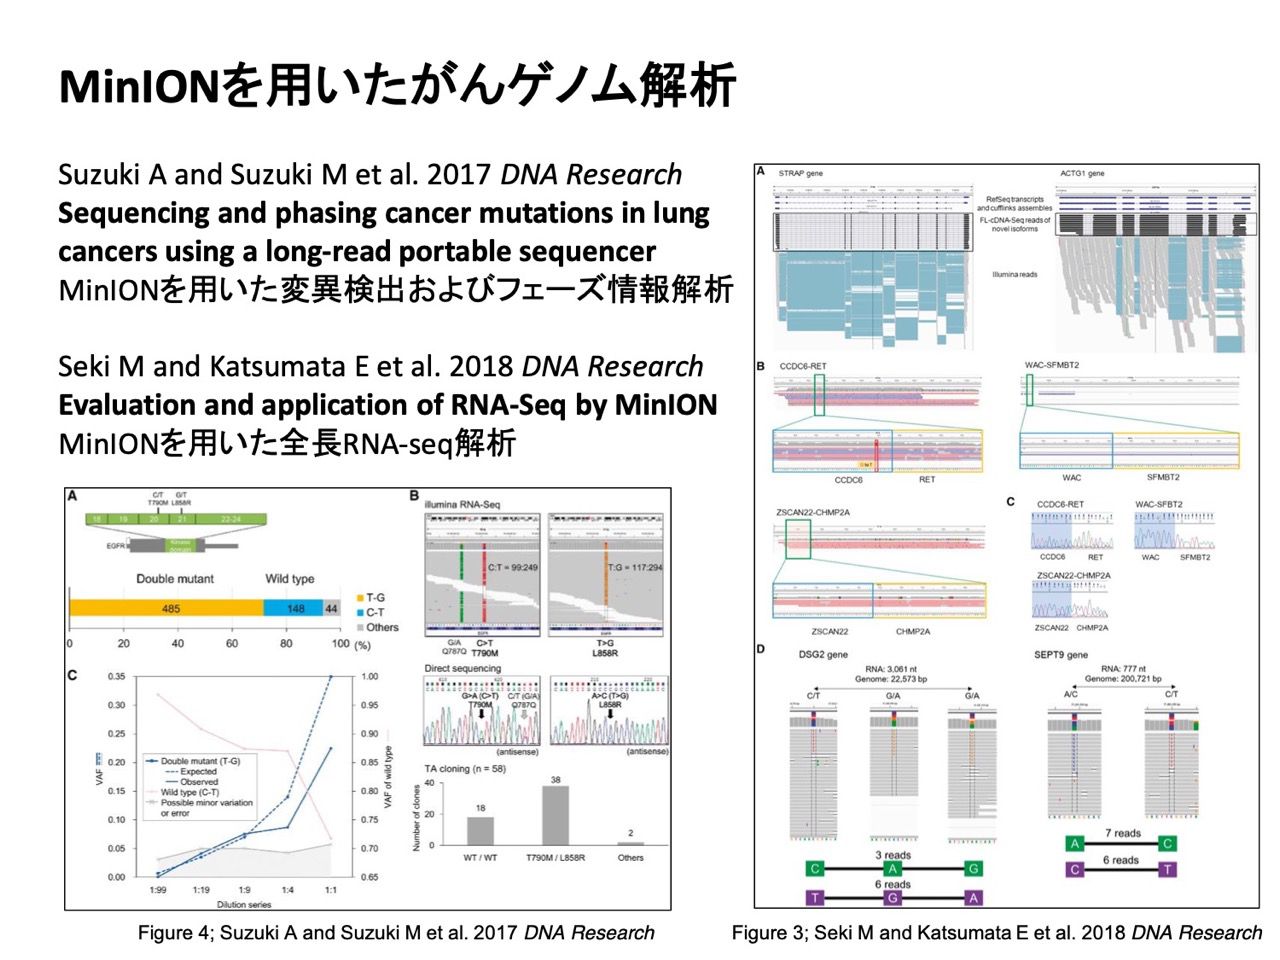 MinIONを用いたがんゲノム解析
Suzuki A and Suzuki M et al. 2017 DNA Research
Sequencing and phasing cancer mutations in lung
cancers using a long-read portable sequencer
MinIONを用いた変異検出およびフェーズ情報解析
Seki M and Katsumata E et al. 2018 DNA Research
Evaluation and application of RNA-Seq by MinION
MinIONを用いた全長RNA-seq解析
A
C/T G/T
T790M L858R
18 19 20 21 22-24
EGFR
Kinase
domain
Double mutant Wild type
485 148 44
T-G
C-T
Others
0 20 40 60 80 100 (%)
B
illumina RNA-Seq
C:T = 99:249
T:G = 117:294
EGFR
EGFR
G/A C>T T>G
Q787Q T790M L858R
Direct sequencing
G>A (C>T) C/T (G/A)
T790M Q787Q
A>C (T>G)
L858R
(antisense) (antisense)
TA cloning (n = 58)
Number of clones
40
20
0
18
38
2
WT / WT T790M / L858R Others
C
VAF
0.35
0.30
0.25
0.20
0.15
0.10
0.05
0.00
Double mutant (T-G)
Expected
Observed
Wild type (C-T)
Possible minor variation
or error
1.00
0.95
0.90
0.85
0.80
0.75
0.70
0.65
VAF of wild type
1:99 1:19 1:9 1:4 1:1
Dilution series
Figure 4; Suzuki A and Suzuki M et al. 2017 DNA Research
A
STRAP gene
ACTG1 gene
RefSeq transcripts
and cufflinks assembles
FL-cDNA-Seq reads of
novel isoforms
Illumina reads
B
CCDC6-RET
WAC-SFMBT2
G to T
CCDC6 RET
WAC SFMBT2
ZSCAN22-CHMP2A
ZSCAN22 CHMP2A
C
CCDC6-RET WAC-SFBT2
CCDC6 RET WAC SFMBT2
ZSCAN22-CHMP2A
ZSCAN22 CHMP2A
D
DSG2 gene
RNA: 3,061 nt
Genome: 22,573 bp
C/T G/A G/A
3 reads
C A G
6 reads
T G A
SEPT9 gene
RNA: 777 nt
Genome: 200,721 bp
A/C C/T
7 reads
A C
6 reads
C T
Figure 3; Seki M and Katsumata E et al. 2018 DNA Research